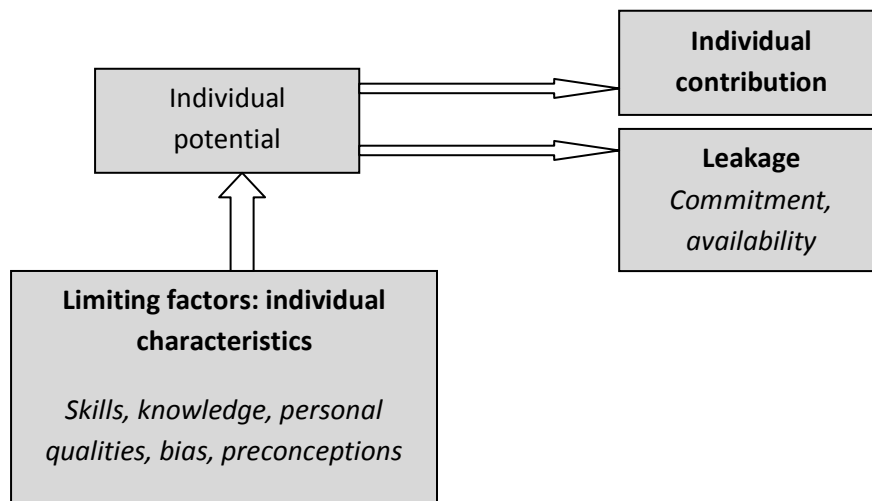 Individual
contribution
Individual
potential
Leakage
Commitment,
availability
Limiting factors: individual
characteristics
Skills, knowledge, personal
qualities, bias, preconceptions